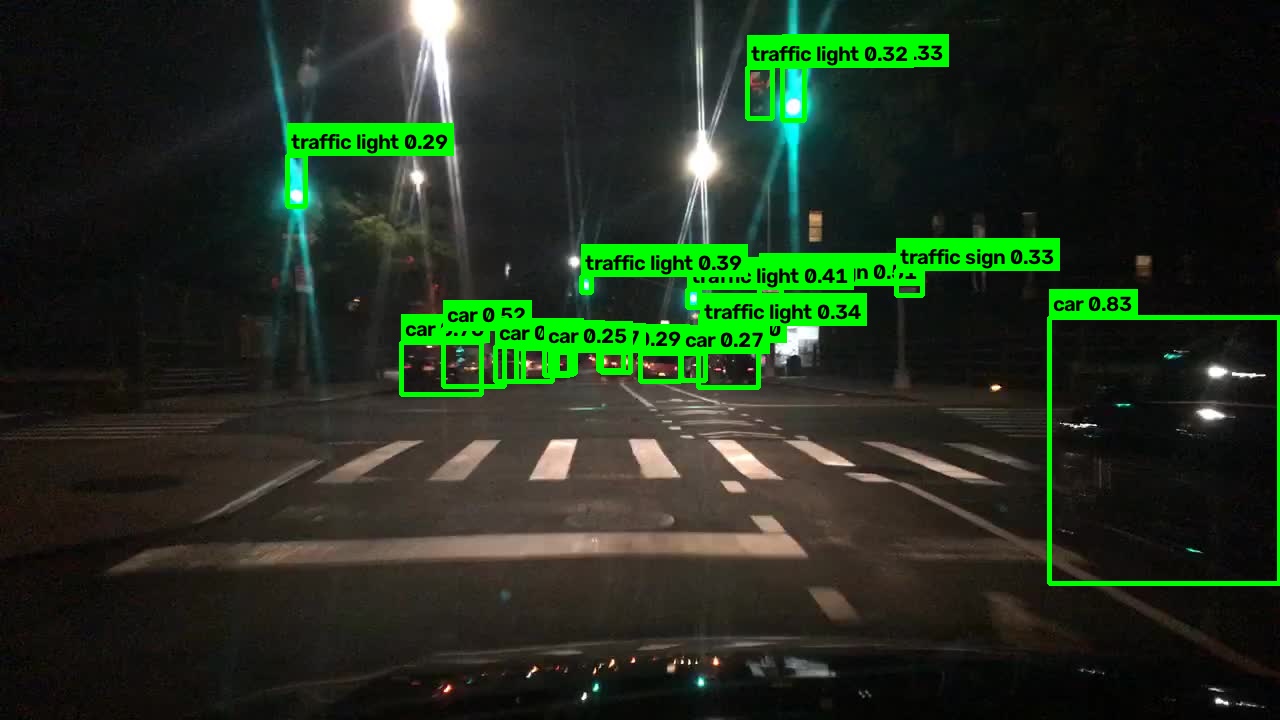 traffic light 0.32 .33
traffic light 0.29
traffic sign 0.33
traffic light 0.39
traffic light 0.41
car 0.83
traffic light 0.34
car 0.52
car 0.25
0.29
car 0.27